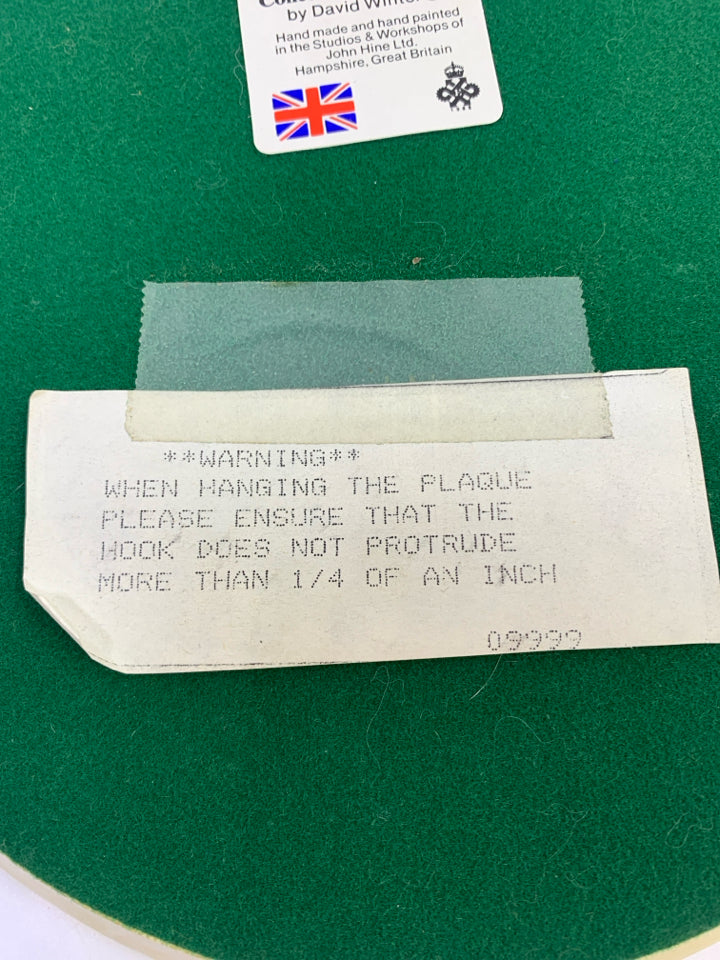 by David Winter
Hand made and hand painted
in the Studios & Workshops of
John Hine Ltd.
Hampshire, Great Britain
**WARNING**
WHEN HANGING THE PLAQUE
PLEASE ENSURE THAT THE
HOOK DOES NOT PROTRUDE
MORE THAN 1/4 OF AN INCH
09999